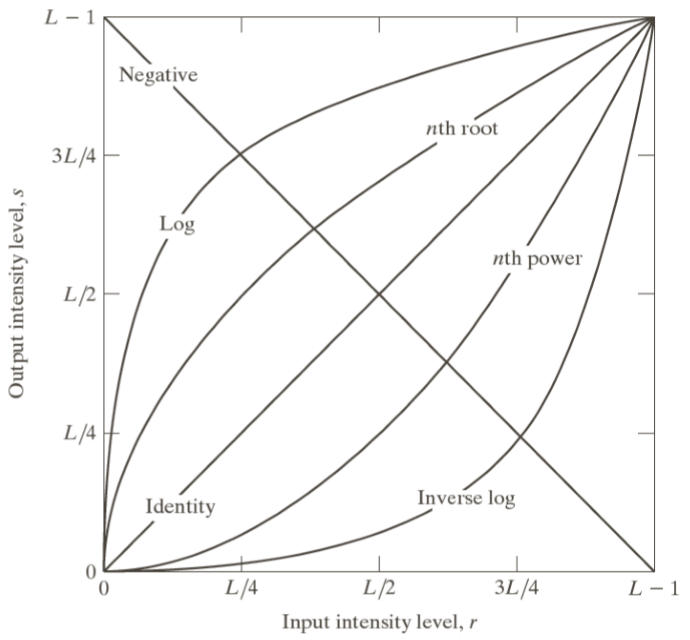 L − 1
Negative
nth root
3L/4
Log
nth power
L/2
Output intensity level, s
L/4
Inverse log
Identity
0
0
L/4
L/2
3L/4
L − 1
Input intensity level, r